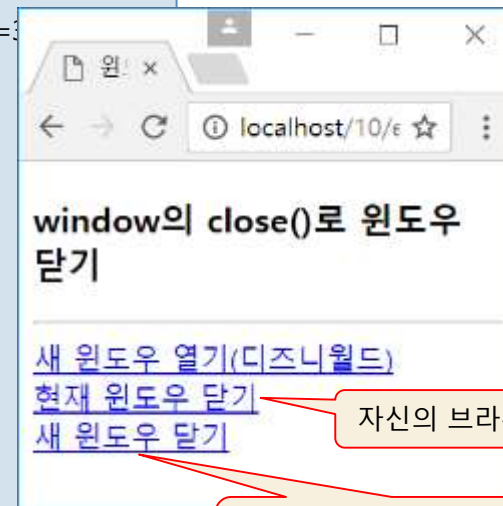 =3
윈
localhost/10/e
window의 close()로 윈도우
닫기
새 윈도우 열기(디즈니월드)
현재 윈도우 닫기
자신의
새 윈도우 닫기